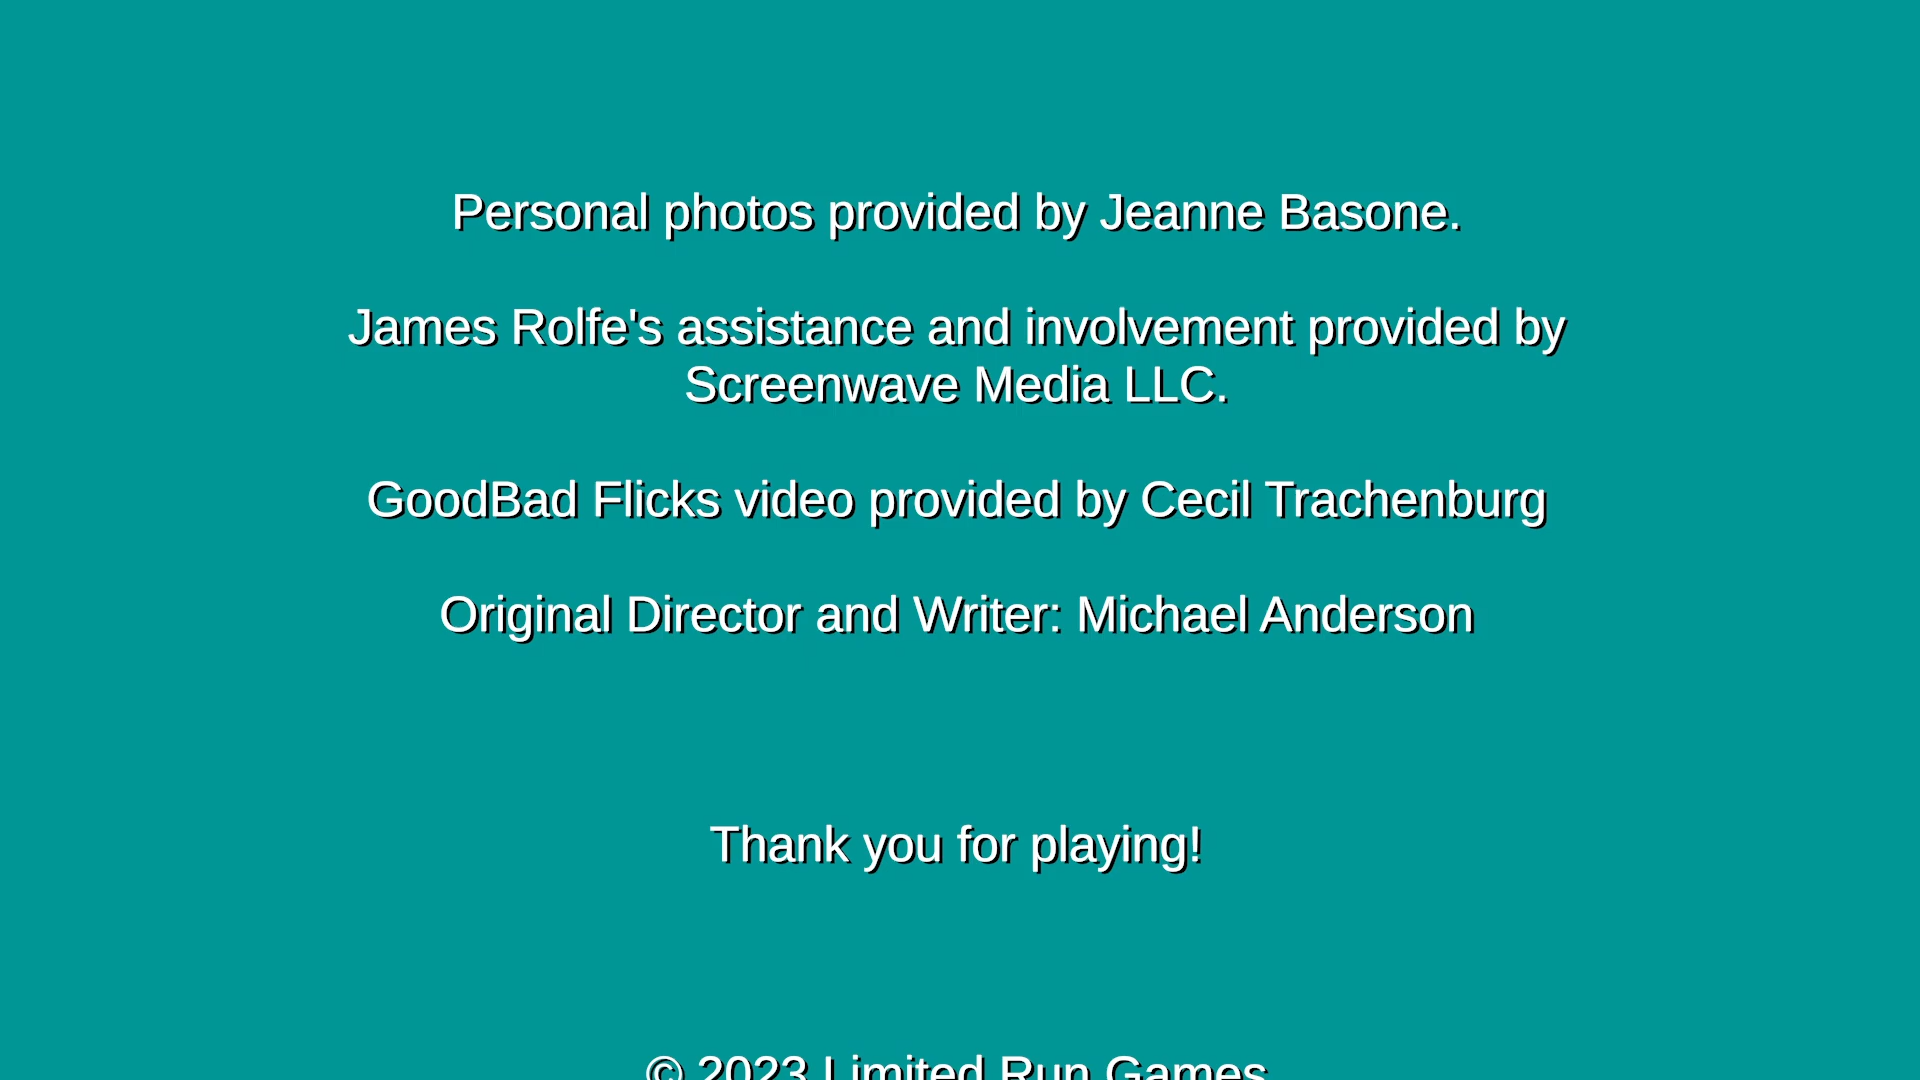 Personal photos provided by Jeanne Basone.
James Rolfe's assistance and involvement provided by
Screenwave Media LLC.
GoodBad Flicks video provided by Cecil Trachenburg
Original Director and Writer: Michael Anderson
Thank you for playing!
© 2023 Limited Run Games